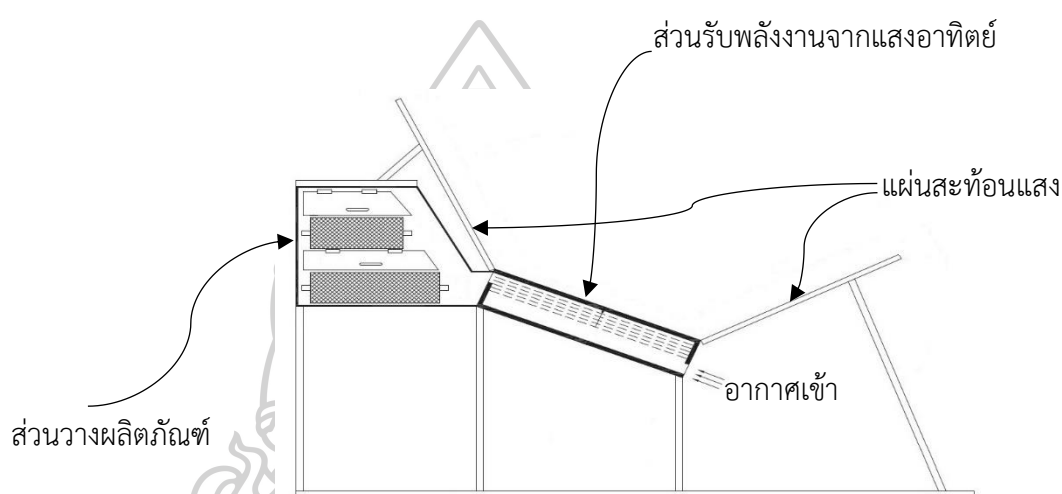 ส่วนรับพลังงานจากแสงอาทิตย์
แผ่นสะท้อนแสง
อากาศเข้า
ส่วนวางผลิตภัณฑ์